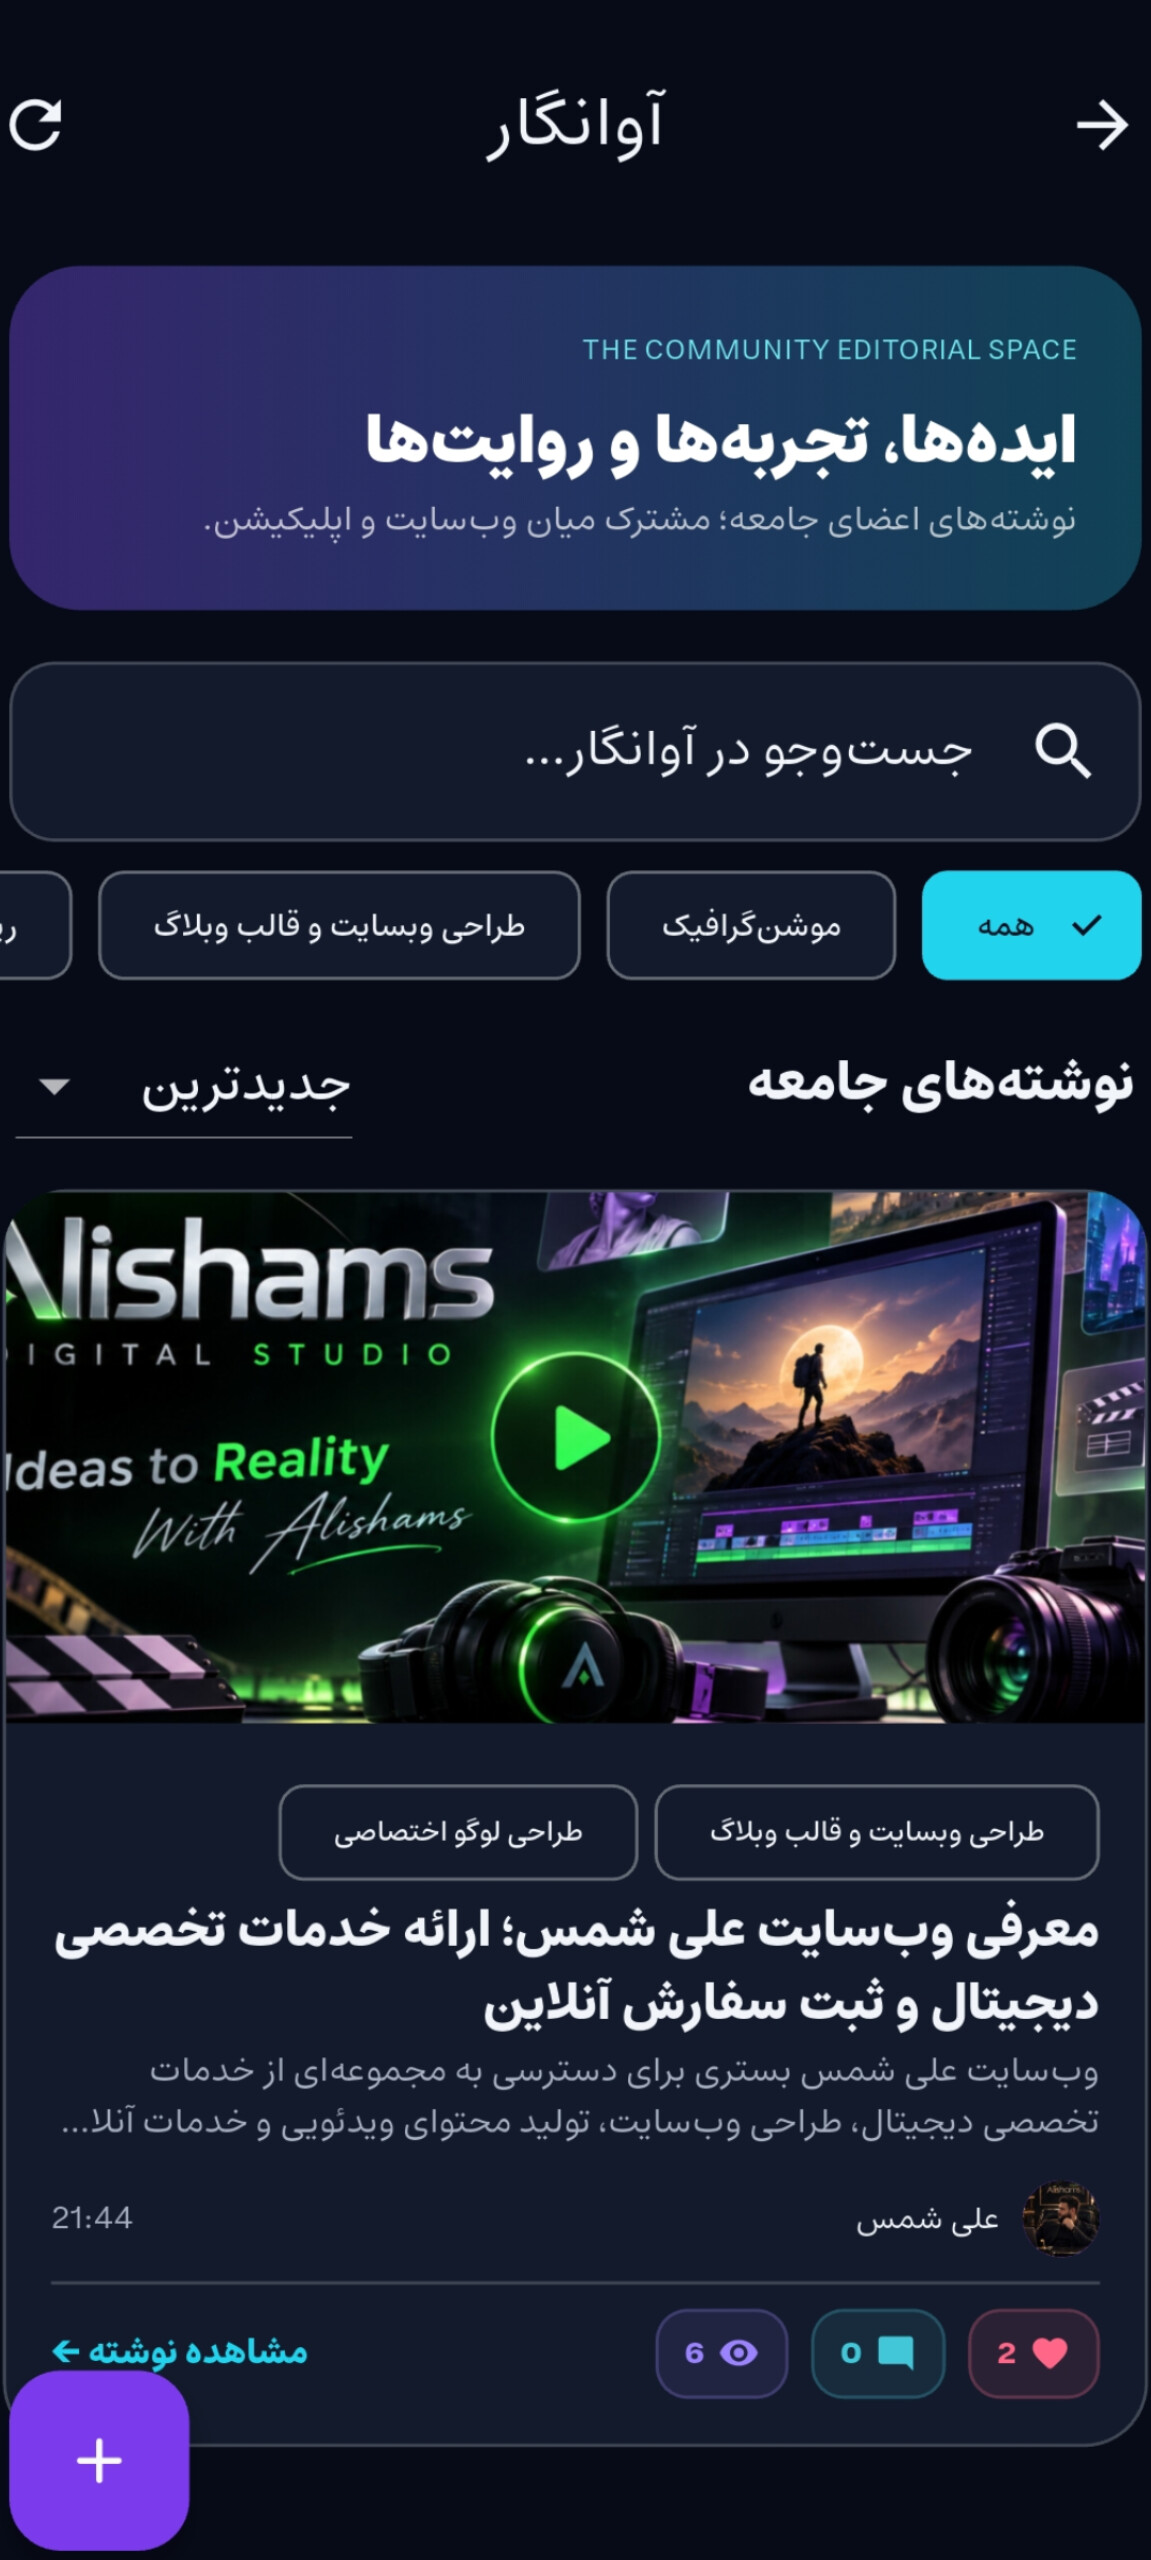 آوانگار
THE COMMUNITY EDITORIAL SPACE
ایده‌ها، تجربه‌ها و روایت‌ها
نوشته‌های اعضای جامعه؛ مشترک میان وب‌سایت و اپلیکیشن.
جست‌وجو در آوانگار...
همه
موشن‌گرافیک
طراحی وبسایت و قالب وبلاگ
نوشته‌های جامعه
جدیدترین
Alishams
DIGITAL STUDIO
Ideas to Reality
With Alishams
طراحی وبسایت و قالب وبلاگ
طراحی لوگو اختصاصی
معرفی وب‌سایت علی شمس؛ ارائه خدمات تخصصی
دیجیتال و ثبت سفارش آنلاین
وب‌سایت علی شمس بستری برای دسترسی به مجموعه‌ای از خدمات
تخصصی دیجیتال، طراحی وب‌سایت، تولید محتوای ویدئویی و خدمات آنلا...
علی شمس
21:44
2
0
6
مشاهده نوشته ←